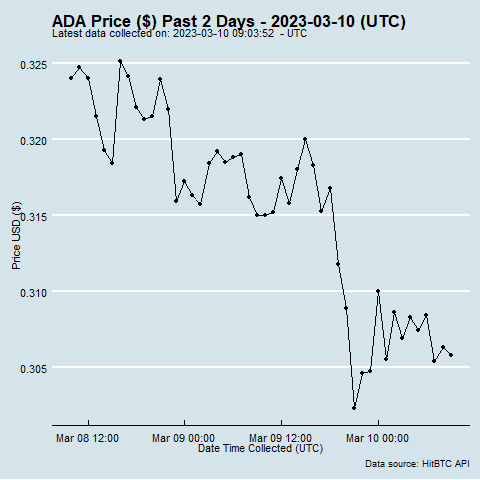 ADA Price ($) Past 2 Days - 2023-03-10 (UTC)
Latest data collected on: 2023-03-10 09:03:52 - UTC
0.325
0.320
0.315
0.310
0.305
Price USD ($)
Mar 08 12:00
Mar 09 00:00
Mar 09 12:00
Mar 10 00:00
Date Time Collected (UTC)
Data source: HitBTC API